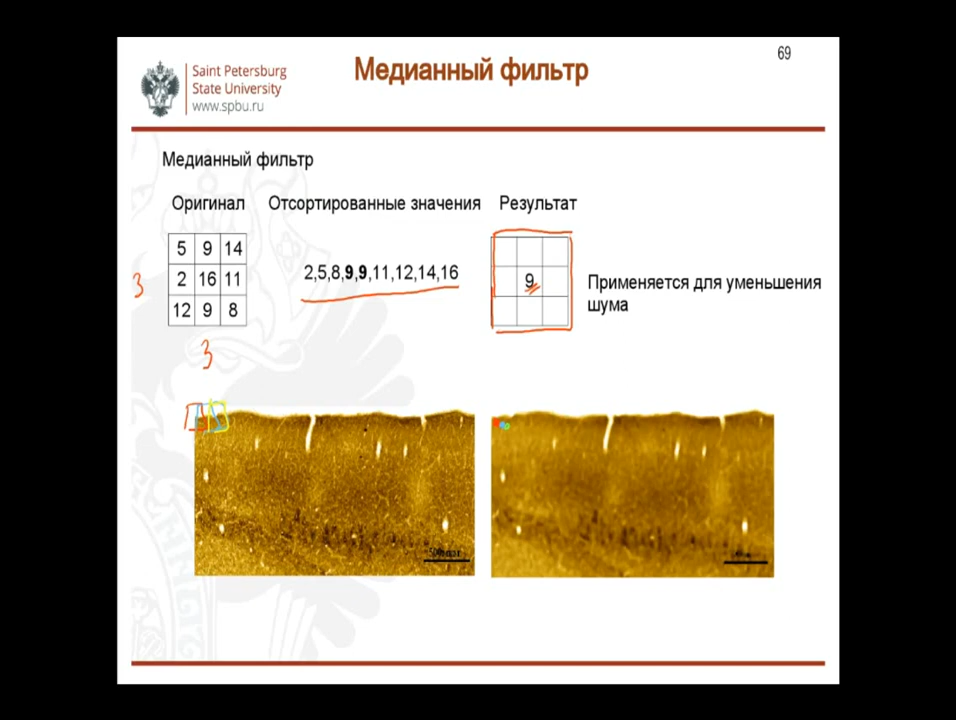 69
Saint Petersburg
State University
www.spbu.ru
Медианный фильтр
Медианный фильтр
Оригинал Отсортированные значения Результат
5 9 14
2 16 11
12 9 8
2,5,8,9,9,11,12,14,16
9
Применяется для уменьшения
шума
3
3